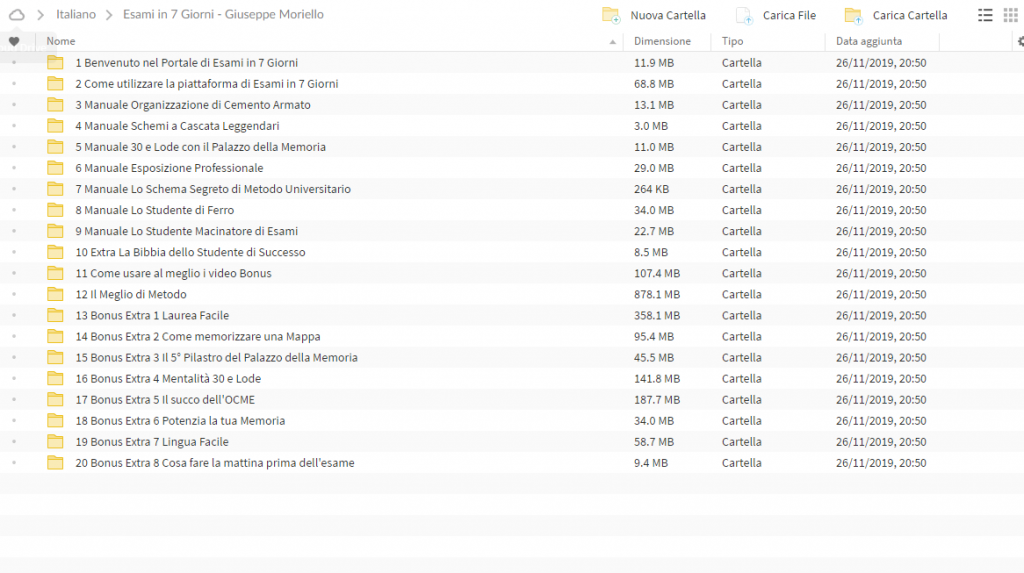 Italiano > Esami in 7 Giorni - Giuseppe Moriello Nuova Cartella Carica File Carica Cartella
Nome Dimensione Tipo Data aggiunta
1 Benvenuto nel Portale di Esami in 7 Giorni 11.9 MB Cartella 26/11/2019, 20:50
2 Come utilizzare la piattaforma di Esami in 7 Giorni 68.8 MB Cartella 26/11/2019, 20:50
3 Manuale Organizzazione di Cemento Armato 13.1 MB Cartella 26/11/2019, 20:50
4 Manuale Schemi a Cascata Leggendari 3.0 MB Cartella 26/11/2019, 20:50
5 Manuale 30 e Lode con il Palazzo della Memoria 11.0 MB Cartella 26/11/2019, 20:50
6 Manuale Esposizione Professionale 29.0 MB Cartella 26/11/2019, 20:50
7 Manuale Lo Schema Segreto di Metodo Universitario 264 KB Cartella 26/11/2019, 20:50
8 Manuale Lo Studente di Ferro 34.0 MB Cartella 26/11/2019, 20:50
9 Manuale Lo Studente Macinatore di Esami 22.7 MB Cartella 26/11/2019, 20:50
10 Extra La Bibbia dello Studente di Successo 8.5 MB Cartella 26/11/2019, 20:50
11 Come usare al meglio i video Bonus 107.4 MB Cartella 26/11/2019, 20:50
12 Il Meglio di Metodo 878.1 MB Cartella 26/11/2019, 20:50
13 Bonus Extra 1 Laurea Facile 358.1 MB Cartella 26/11/2019, 20:50
14 Bonus Extra 2 Come memorizzare una Mappa 95.4 MB Cartella 26/11/2019, 20:50
15 Bonus Extra 3 Il 5° Pilastro del Palazzo della Memoria 45.5 MB Cartella 26/11/2019, 20:50
16 Bonus Extra 4 Mentalità 30 e Lode 141.8 MB Cartella 26/11/2019, 20:50
17 Bonus Extra 5 Il succo dell'OCME 187.7 MB Cartella 26/11/2019, 20:50
18 Bonus Extra 6 Potenzia la tua Memoria 34.0 MB Cartella 26/11/2019, 20:50
19 Bonus Extra 7 Lingua Facile 58.7 MB Cartella 26/11/2019, 20:50
20 Bonus Extra 8 Cosa fare la mattina prima dell'esame 9.4 MB Cartella 26/11/2019, 20:50